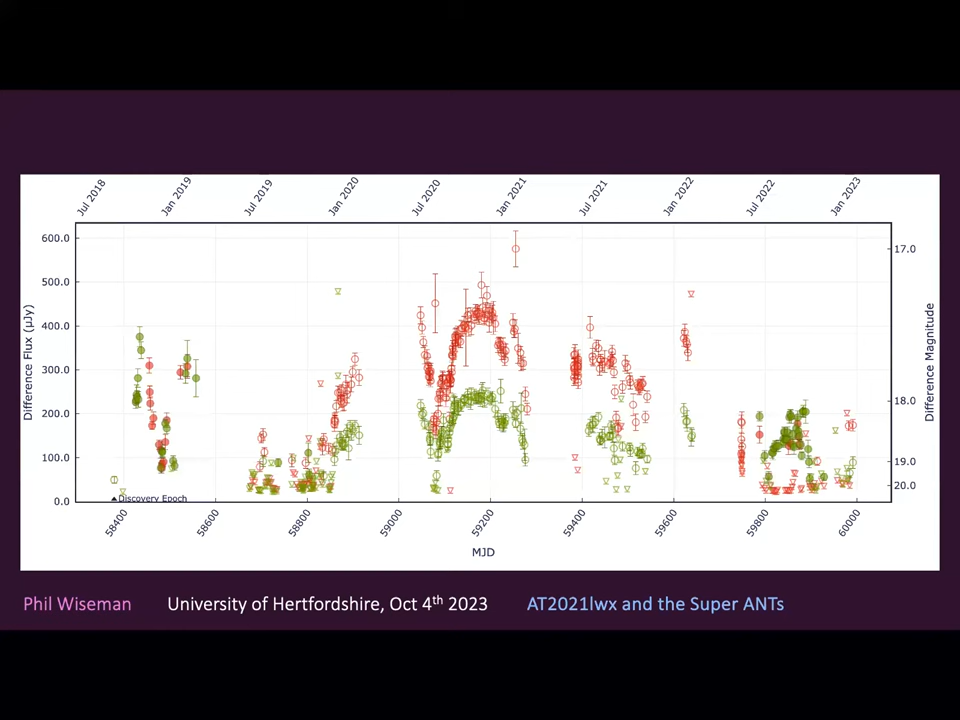 Jul 2018 Jan 2019 Jul 2019 Jan 2020 Jul 2020 Jan 2021 Jul 2021 Jan 2022 Jul 2022 Jan 2023
600.0
500.0
400.0
300.0
200.0
100.0
0.0
Difference Flux (μJy)
17.0
18.0
19.0
20.0
Difference Magnitude
▲Discovery Epoch
58400 58600 58800 59000 59200 59400 59600 59800 60000
MJD
Phil Wiseman University of Hertfordshire, Oct 4th 2023 AT2021lwx and the Super ANTs